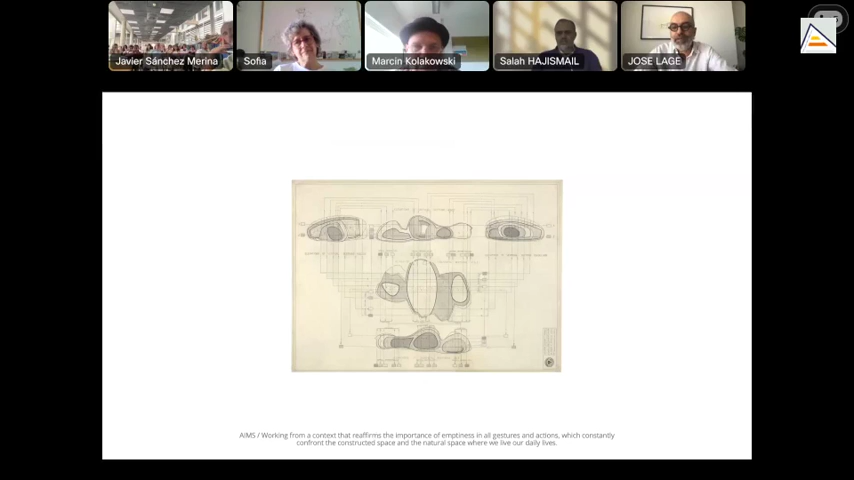 Javier Sánchez Merina
Sofia
Marcin Kolakowski
Salah HAJISMAIL
JOSE LAGE
AIMS / Working from a context that reaffirms the importance of emptiness in all gestures and actions, which constantly
confront the constructed space and the natural space where we live our daily lives.